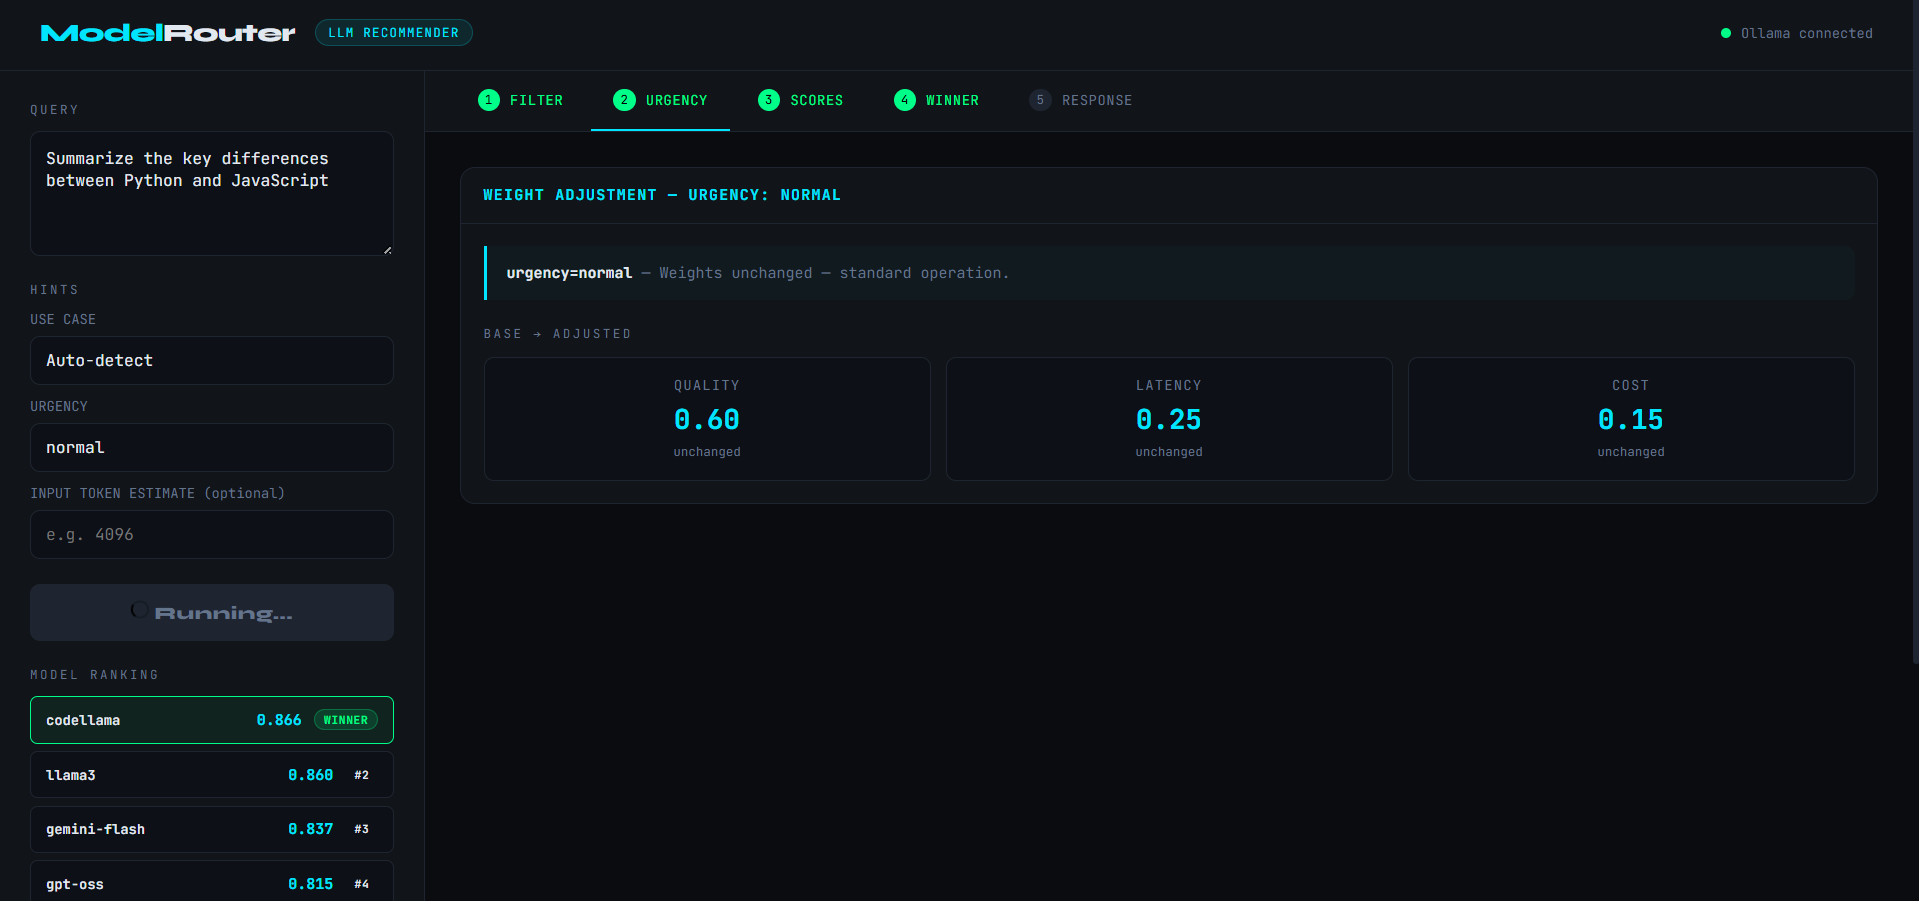 ModelRouter LLM RECOMMENDER
Ollama connected
QUERY
Summarize the key differences
between Python and JavaScript
HINTS
USE CASE
Auto-detect
URGENCY
normal
INPUT TOKEN ESTIMATE (optional)
e.g. 4096
Running...
MODEL RANKING
codellama 0.866 WINNER
llama3 0.860 #2
gemini-flash 0.837 #3
gpt-oss 0.815 #4
1 FILTER 2 URGENCY 3 SCORES 4 WINNER 5 RESPONSE
WEIGHT ADJUSTMENT — URGENCY: NORMAL
urgency=normal — Weights unchanged — standard operation.
BASE → ADJUSTED
QUALITY
0.60
unchanged
LATENCY
0.25
unchanged
COST
0.15
unchanged